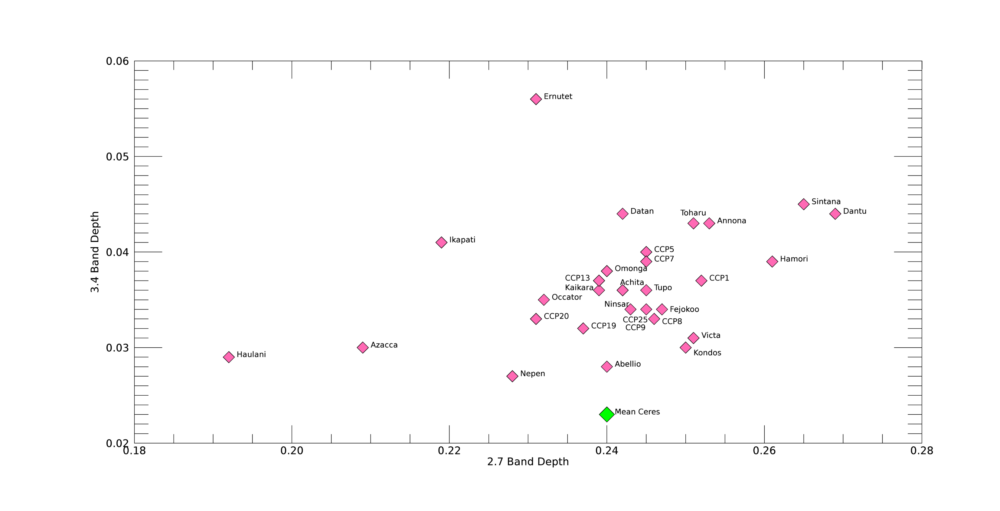 0.06
Ernutet
0.05
Sintana
Datan
Dantu
Toharu
Annona
Ikapati
CCP5
0.04
CCP7
Hamori
Omonga
CCP13
CCP1
Achita
Kaikara
Tupo
Occator
Ninsar
Fejokoo
CCP20
CCP25
CCP8
CCP19
CCP9
Victa
0.03
Azacca
Kondos
Haulani
Abellio
Nepen
Mean Ceres
0.02
3.4 Band Depth
0.18
0.20
0.22
0.24
0.26
0.28
2.7 Band Depth